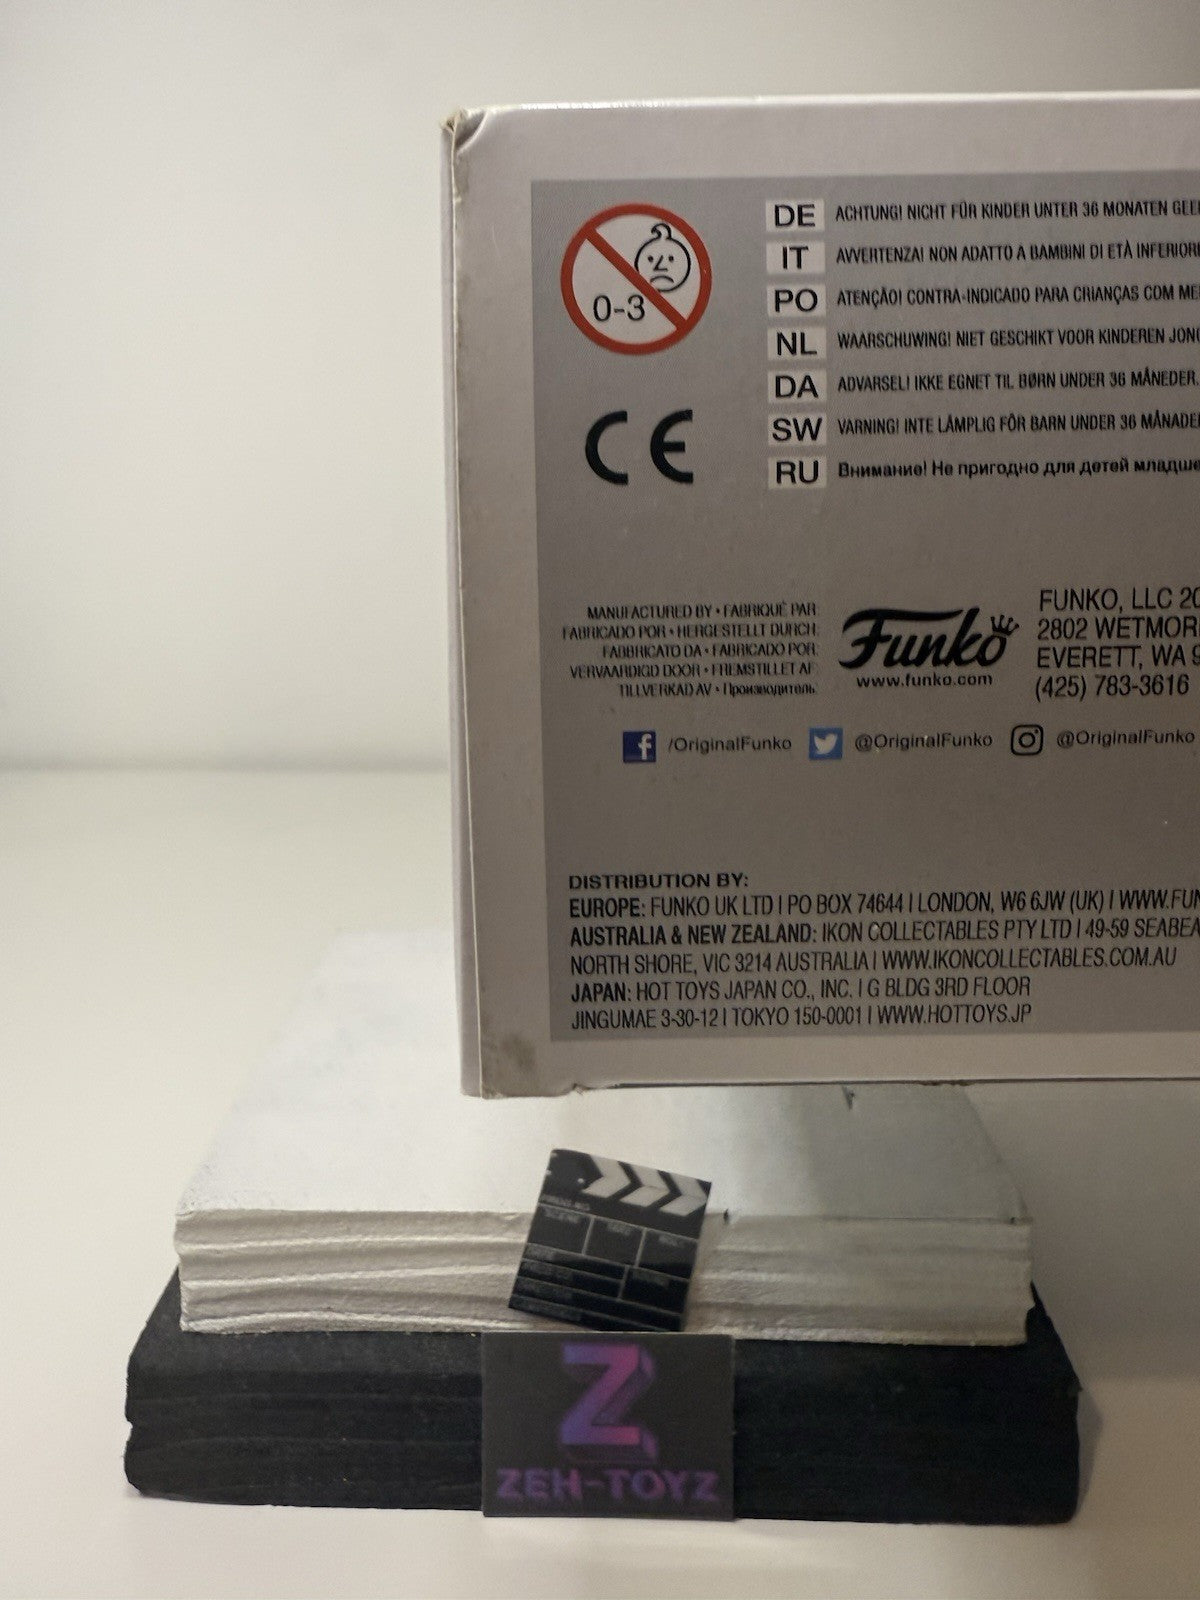 0-3
DE ACHTUNG! NICHT FÜR KINDER UNTER 36 MONATEN
IT AVVERTENZA! NON ADATTO A BAMBINI DI ETÀ
PO ATENÇÃO! CONTRA-INDICADO PARA CRIANÇAS COM
NL WAARSCHUWING! NIET GESCHIKT VOOR KINDEREN
DA ADVARSEL! IKKE EGNET TIL BØRN UNDER 36 MÅNEDER.
SW VARNING! INTE LÄMPLIG FÖR BARN UNDER 36
RU Внимание! Не пригодно для детей
CE
MANUFACTURED BY • FABRIQUÉ PAR:
FABRICADO POR • HERGESTELLT DURCH:
FABBRICATO DA • FABRICADO POR:
VERVAARDIGD DOOR • FREMSTILLET AF:
TILLVERKAD AV • Производитель:
Funko
www.funko.com
FUNKO, LLC
2802
EVERETT, WA
(425) 783-3616
/OriginalFunko @OriginalFunko @OriginalFunko
DISTRIBUTION BY:
EUROPE: FUNKO UK LTD | PO BOX 74644 | LONDON, W6 6JW (UK) |
AUSTRALIA & NEW ZEALAND: IKON COLLECTABLES PTY LTD | 49-59
NORTH SHORE, VIC 3214 AUSTRALIA | WWW.IKONCOLLECTABLES.COM.AU
JAPAN: HOT TOYS JAPAN CO., INC. | G BLDG 3RD FLOOR
JINGUMAE 3-30-12 | TOKYO 150-0001 | WWW.HOTTOYS.JP
Z
ZEH-TOYZ